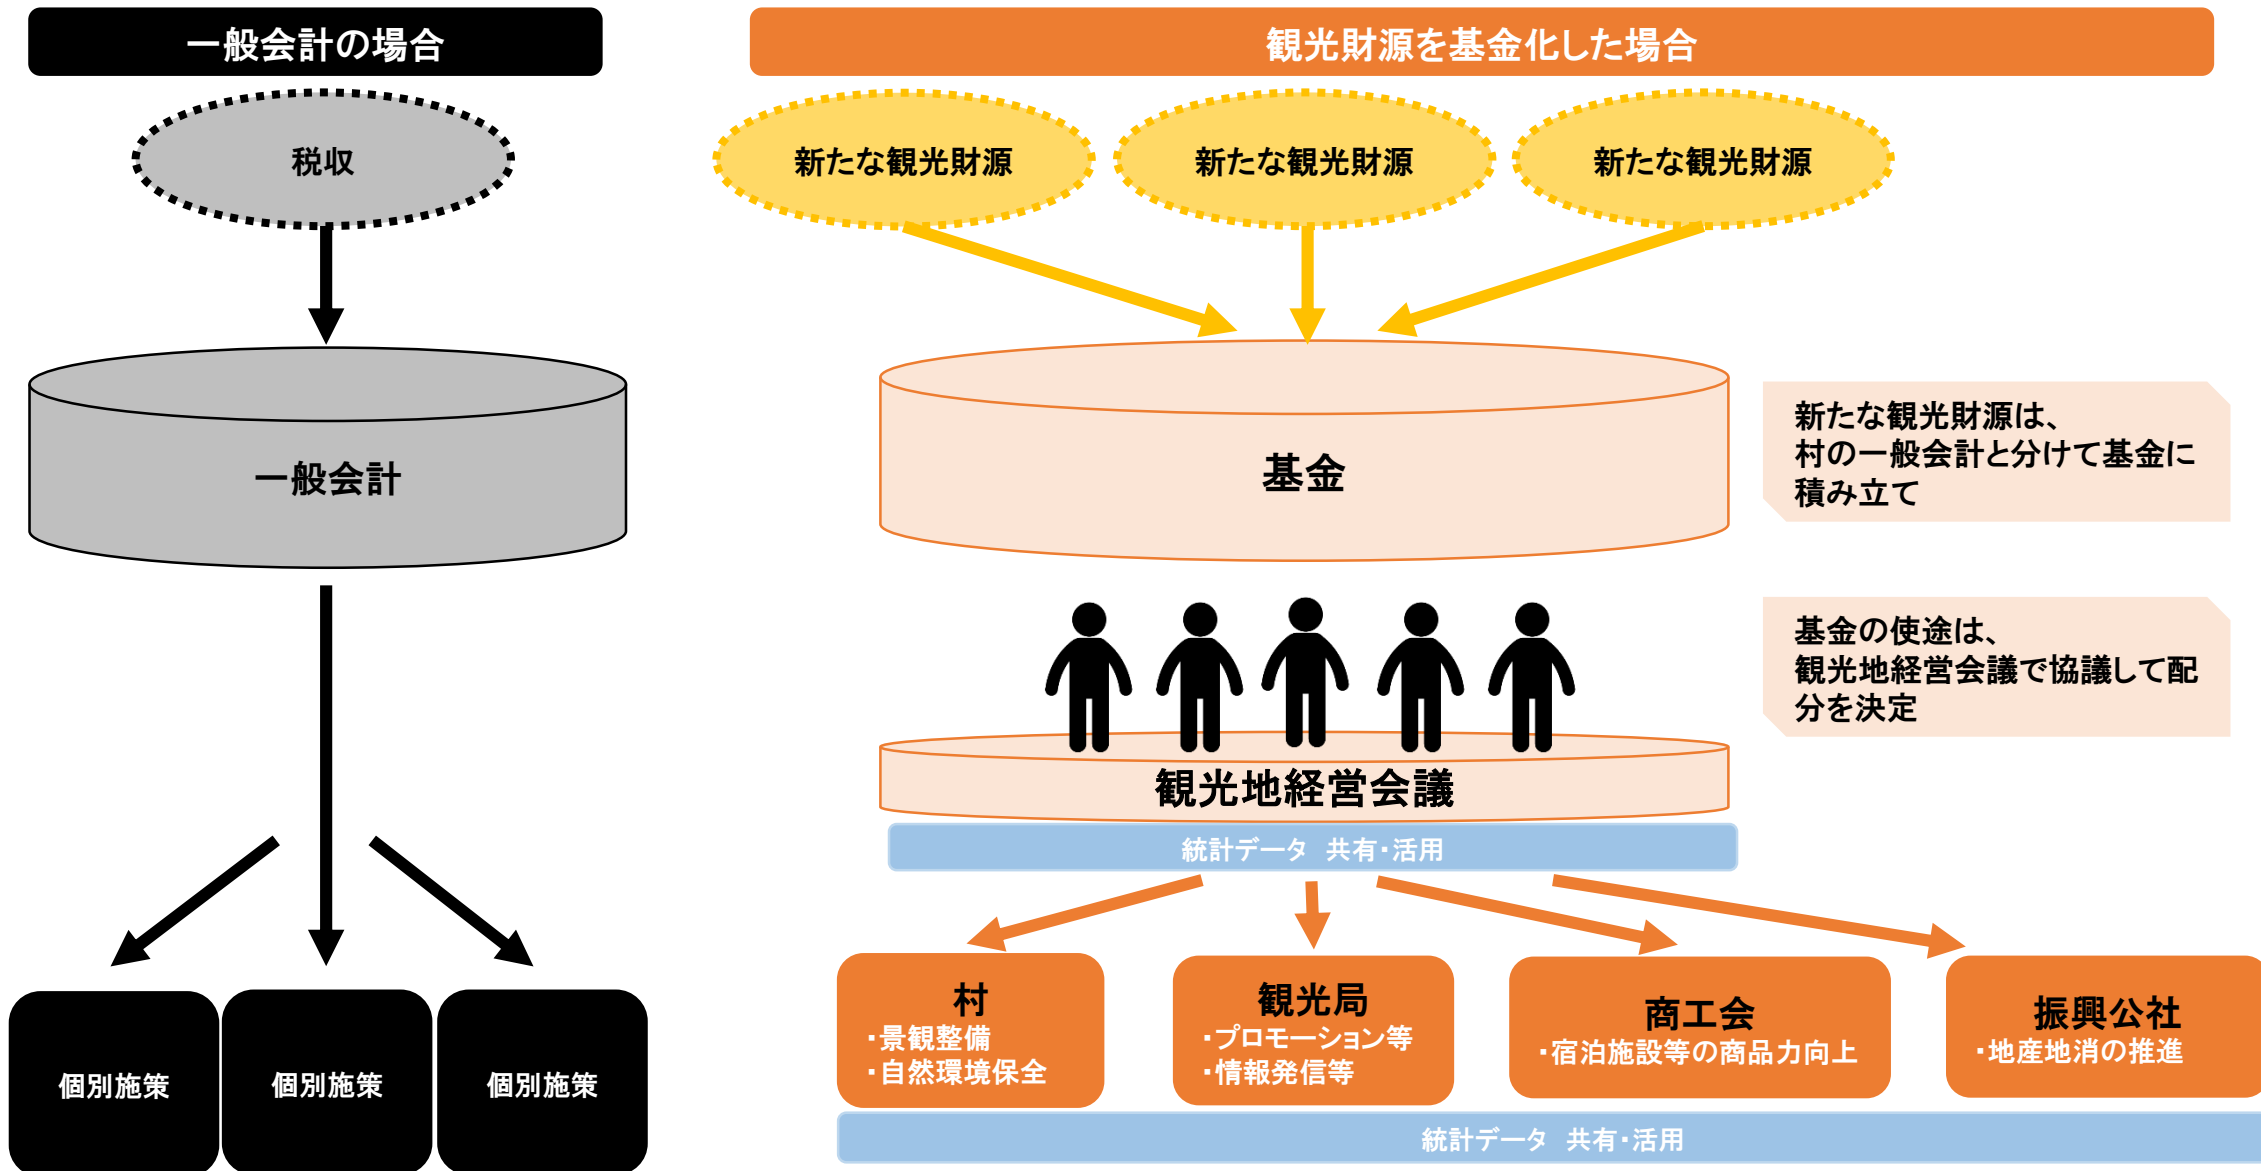 一般会計の場合
税収
一般会計
個別施策
個別施策
個別施策
観光財源を基金化した場合
新たな観光財源
新たな観光財源
新たな観光財源
基金
新たな観光財源は、
村の一般会計と分けて基金に
積み立て
基金の使途は、
観光地経営会議で協議して配
分を決定
観光地経営会議
統計データ　共有・活用
村
・景観整備
・自然環境保全
観光局
・プロモーション等
・情報発信等
商工会
・宿泊施設等の商品力向上
振興公社
・地産地消の推進
統計データ　共有・活用